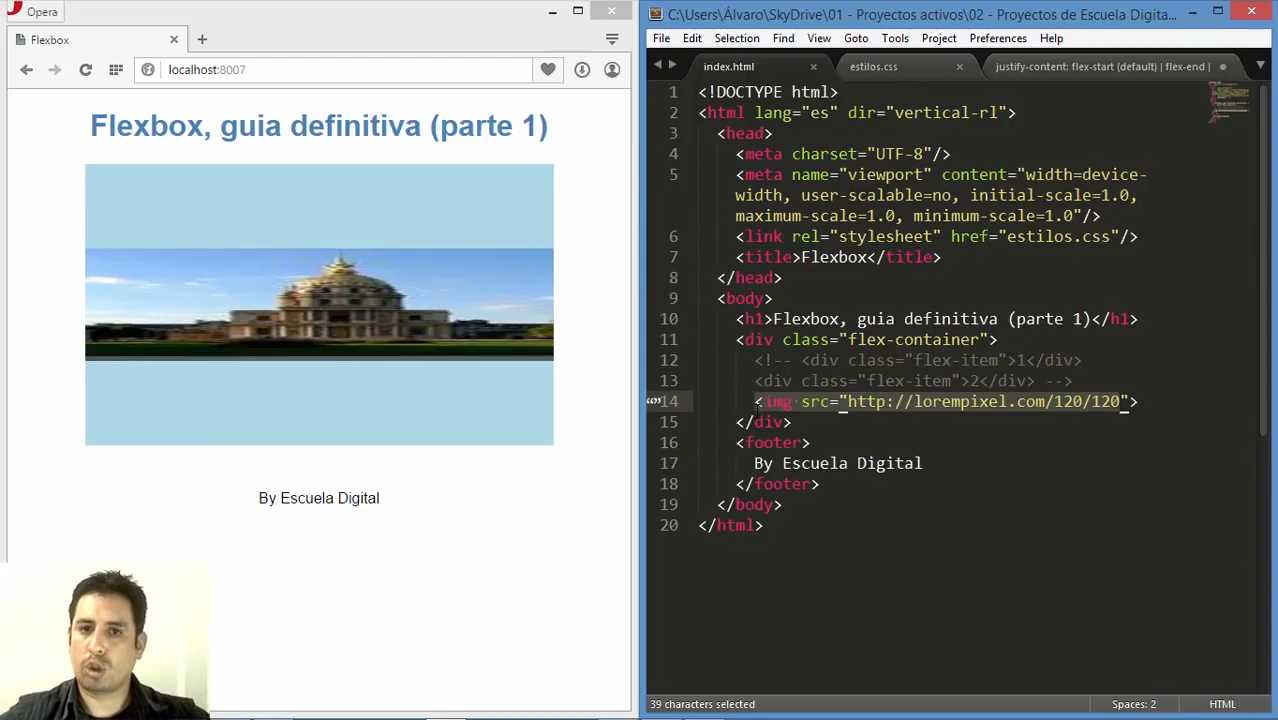 Opera
Flexbox
localhost:8007
Flexbox, guia definitiva (parte 1)
By Escuela Digital
C:\Users\Álvaro\SkyDrive\01 - Proyectos activos\02 - Proyectos de Escuela Digita...
File Edit Selection Find View Goto Tools Project Preferences Help
index.html estilos.css justify-content: flex-start (default) | flex-end |
1 <!DOCTYPE html>
2 <html lang="es" dir="vertical-rl">
3 <head>
4 <meta charset="UTF-8"/>
5 <meta name="viewport" content="width=device-
width, user-scalable=no, initial-scale=1.0,
maximum-scale=1.0, minimum-scale=1.0"/>
6 <link rel="stylesheet" href="estilos.css"/>
7 <title>Flexbox</title>
8 </head>
9 <body>
10 <h1>Flexbox, guia definitiva (parte 1)</h1>
11 <div class="flex-container">
12 <!-- <div class="flex-item">1</div>
13 <div class="flex-item">2</div> -->
14 <img src="http://lorempixel.com/120/120">
15 </div>
16 <footer>
17 By Escuela Digital
18 </footer>
19 </body>
20 </html>
39 characters selected Spaces: 2 HTML